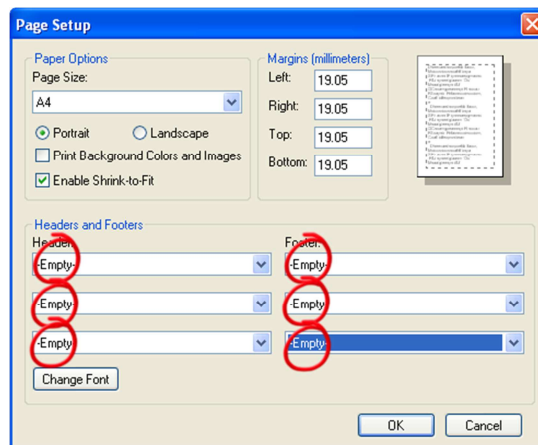 Page Setup
Paper Options
Page Size:
A4
Portrait
Landscape
Print Background Colors and Images
Enable Shrink-to-Fit
Margins (millimeters)
Left: 19.05
Right: 19.05
Top: 19.05
Bottom: 19.05
Headers and Footers
Header: Footer:
-Empty- -Empty-
-Empty- -Empty-
-Empty- -Empty-
Change Font
OK Cancel